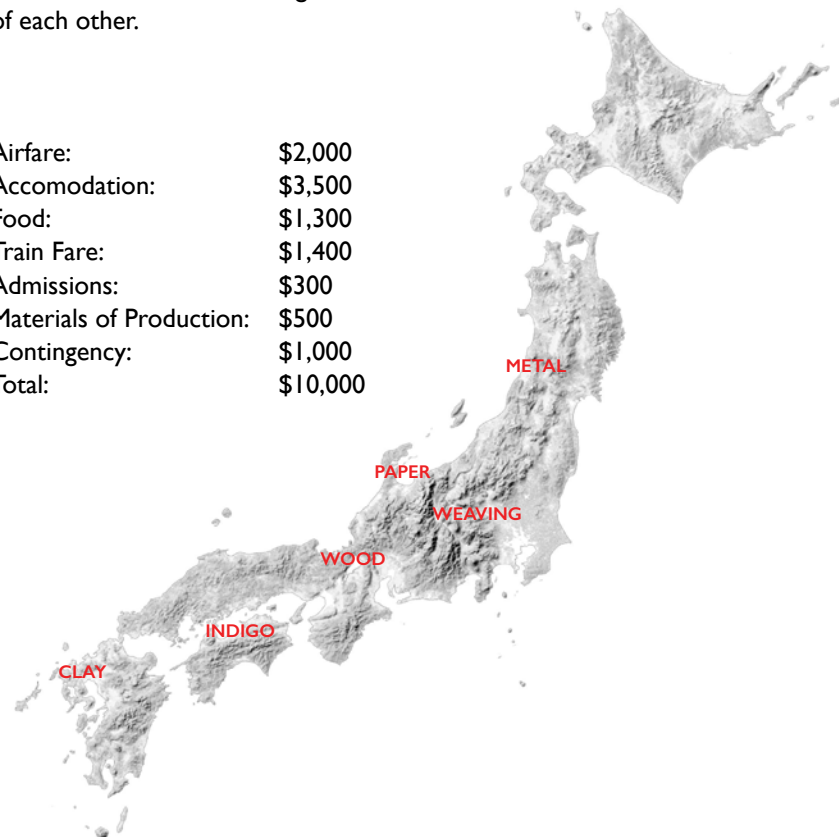 of each other.
Airfare: $2,000
Accomodation: $3,500
Food: $1,300
Train Fare: $1,400
Admissions: $300
Materials of Production: $500
Contingency: $1,000
Total: $10,000
METAL
PAPER
WEAVING
WOOD
INDIGO
CLAY